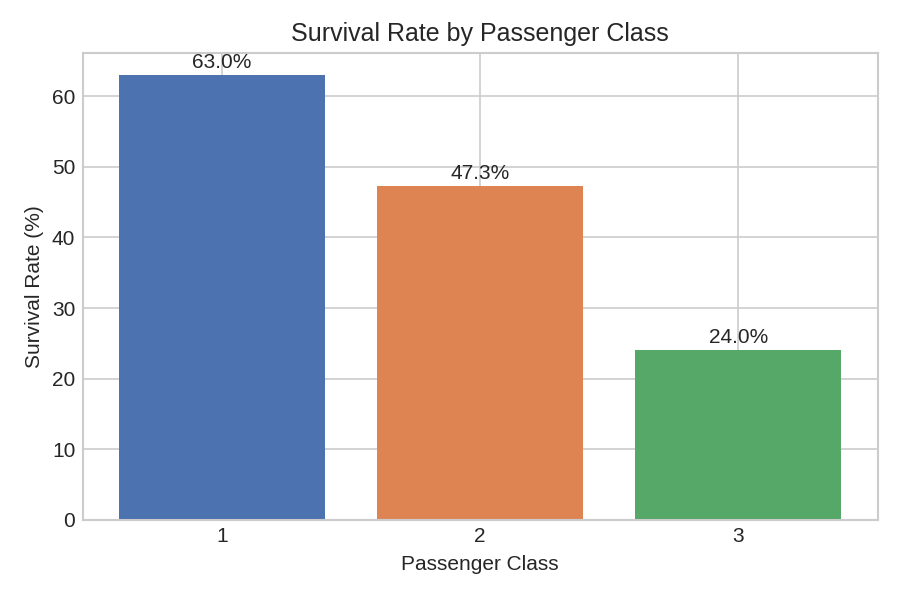 Survival Rate by Passenger Class
63.0%
47.3%
24.0%
Survival Rate (%)
60
50
40
30
20
10
0
1 2 3
Passenger Class